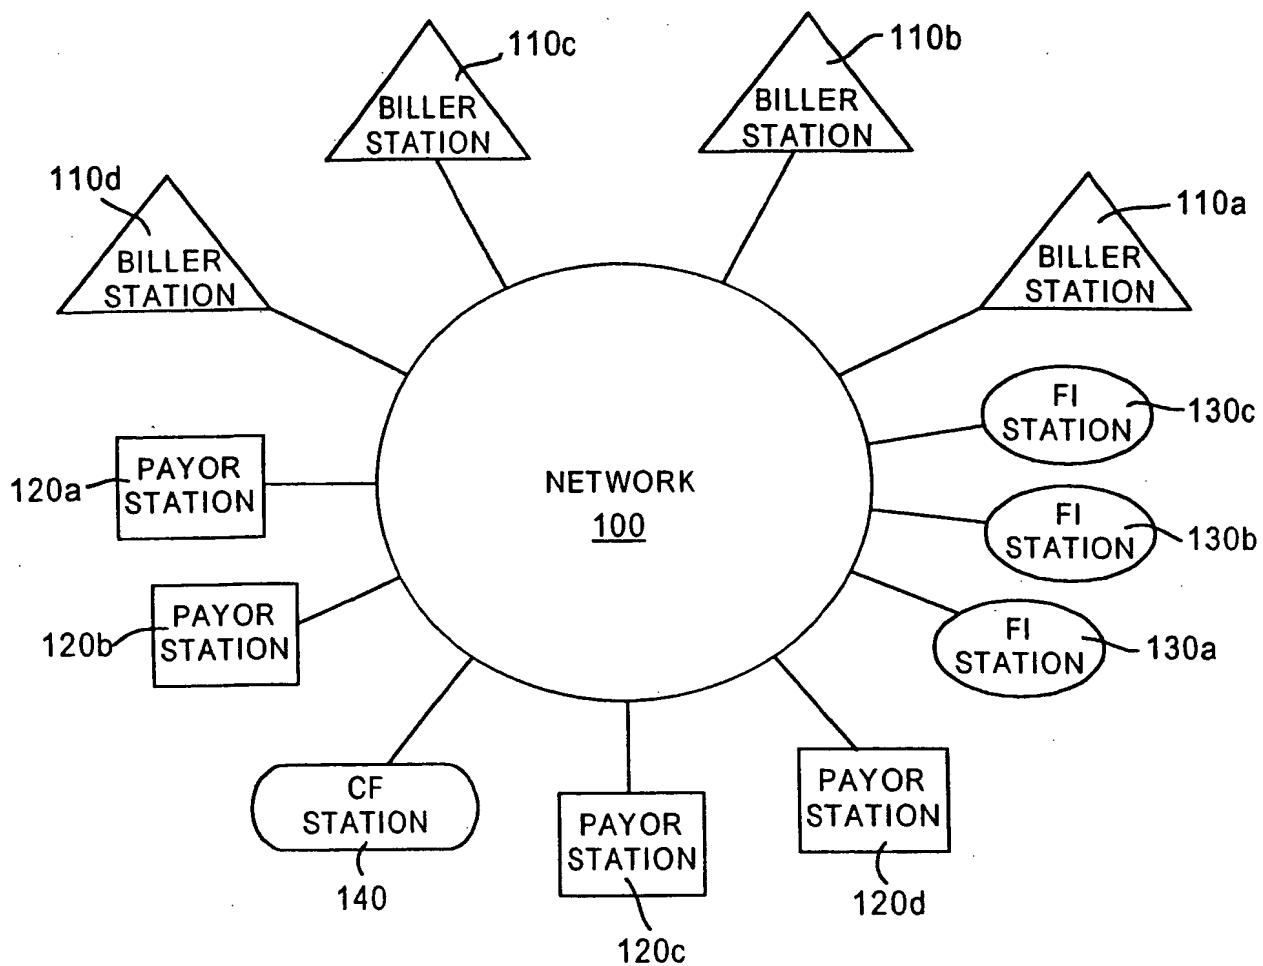 110c
BILLER
STATION
110b
BILLER
STATION
110d
BILLER
STATION
110a
BILLER
STATION
FI
STATION
130c
120a
PAYOR
STATION
NETWORK
100
FI
STATION
130b
120b
PAYOR
STATION
FI
STATION
130a
CF
STATION
140
PAYOR
STATION
120c
PAYOR
STATION
120d